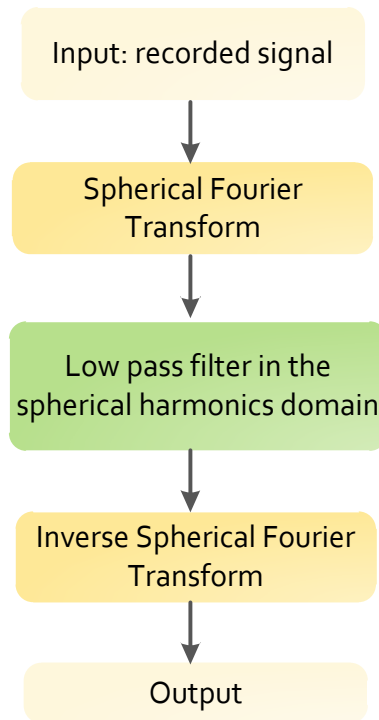 Input: recorded signal
Spherical Fourier
Transform
Low pass filter in the
spherical harmonics domain
Inverse Spherical Fourier
Transform
Output